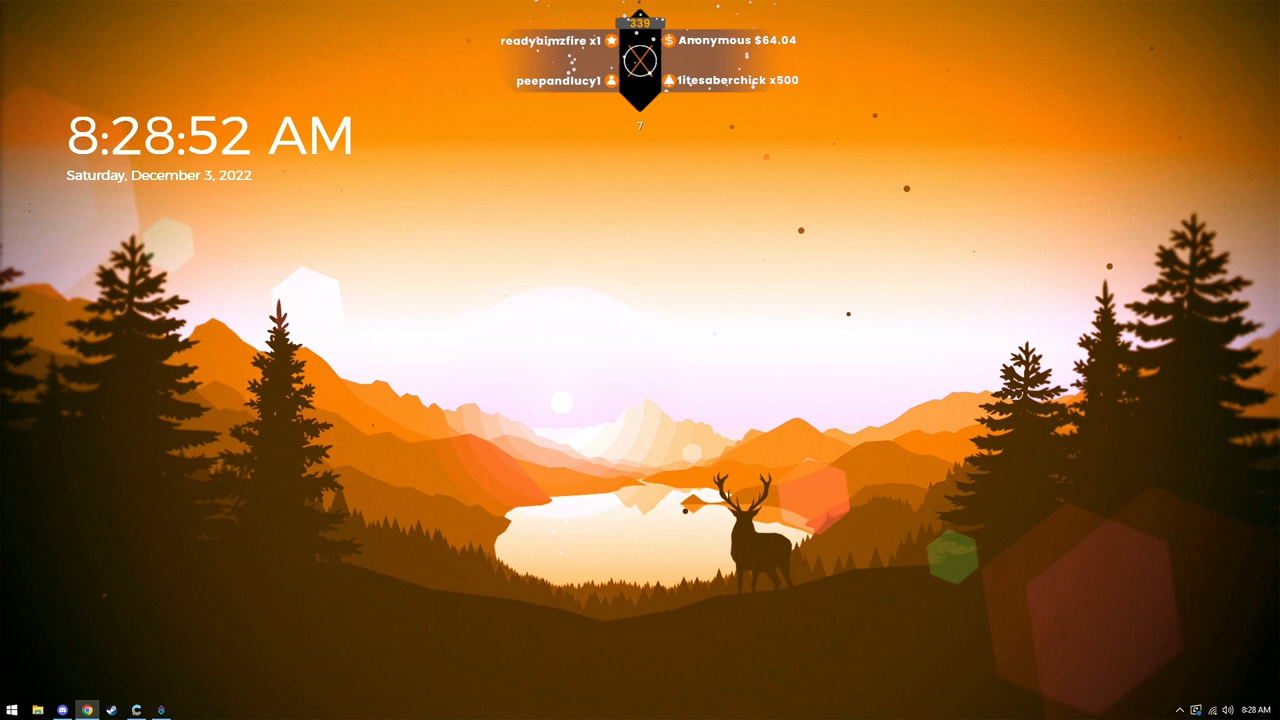 339
readyaimzfire x1
Anonymous $64.04
peepandlucy1
1itesaberchick x500
7
8:28:52 AM
Saturday, December 3, 2022
8:28 AM